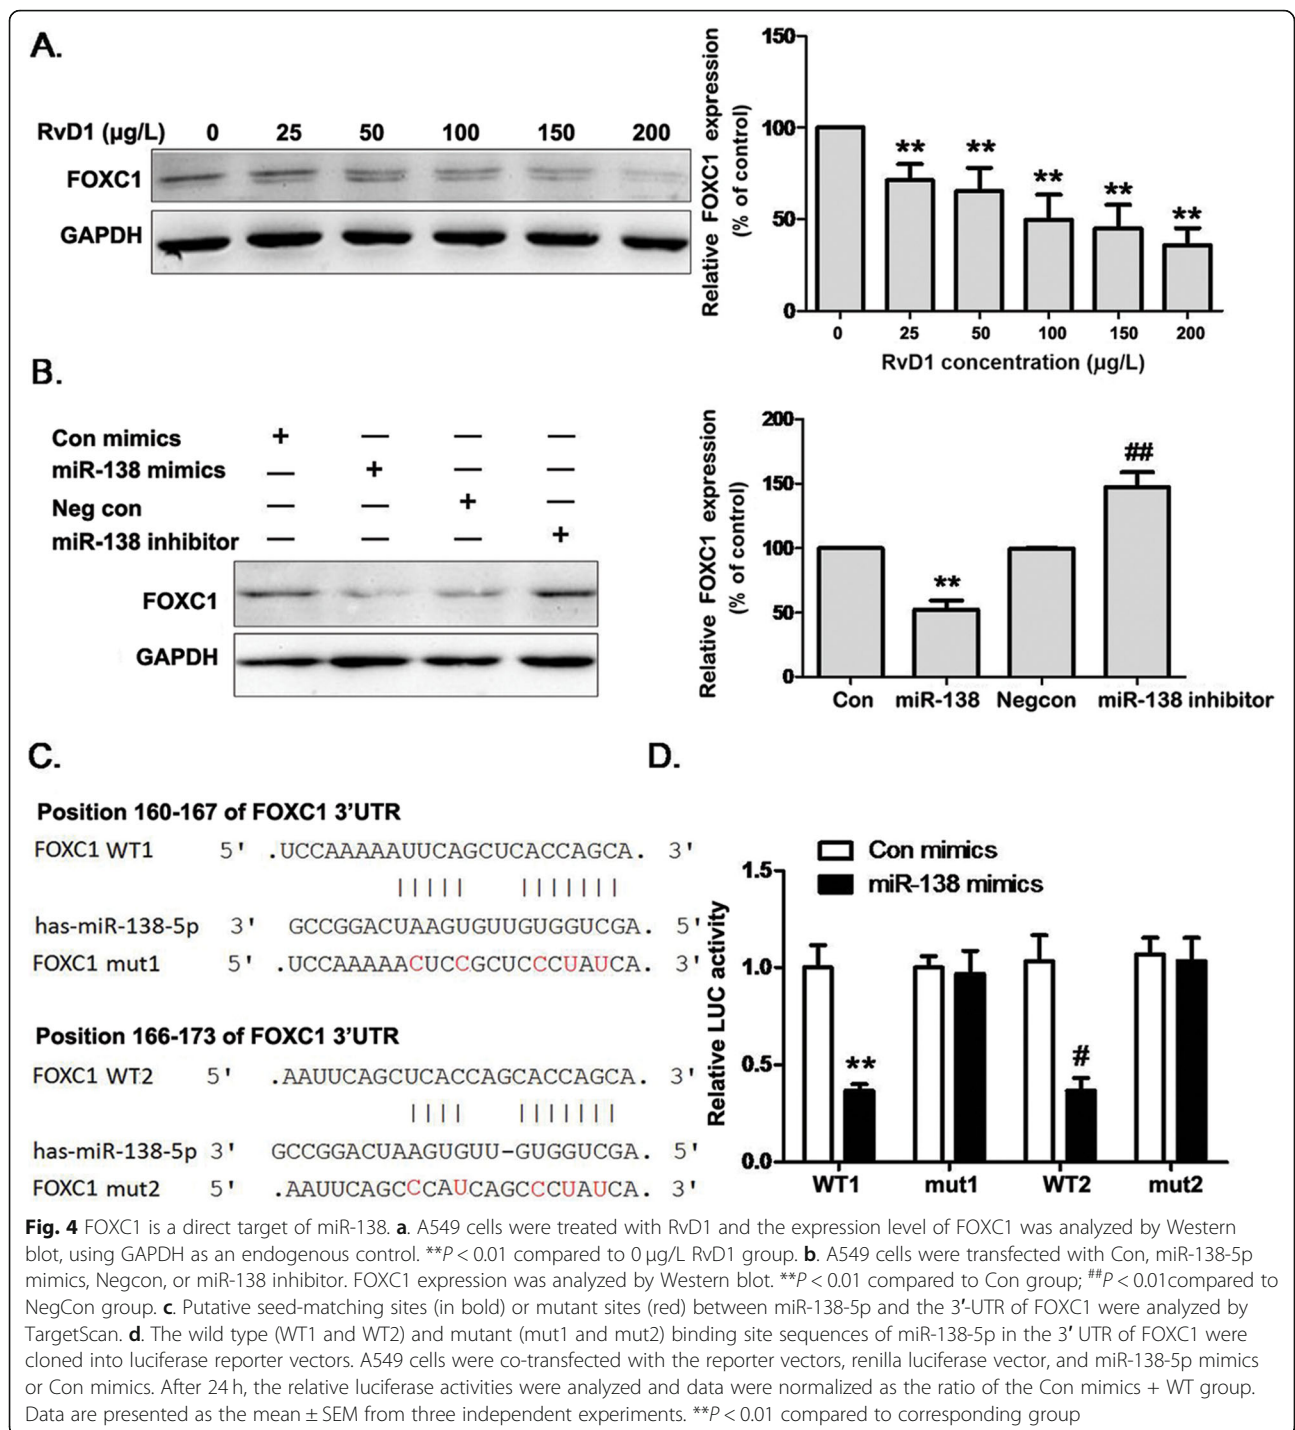 A.
RvD1 (µg/L) 0 25 50 100 150 200
FOXC1
GAPDH
Relative FOXC1 expression
(% of control)
150
100
50
0
** ** ** ** **
0 25 50 100 150 200
RvD1 concentration (µg/L)
B.
Con mimics + — — —
miR-138 mimics — + — —
Neg con — — + —
miR-138 inhibitor — — — +
FOXC1
GAPDH
Relative FOXC1 expression
(% of control)
200
150
100
50
0
** ##
Con miR-138 Negcon miR-138 inhibitor
C.
Position 160-167 of FOXC1 3'UTR
FOXC1 WT1 5' .UCCAAAAAUUCAGCUCACCAGCA. 3'
| | | | | | | | | | | |
has-miR-138-5p 3' GCCGGACUAAGUGUUGUGGUCGA. 5'
FOXC1 mut1 5' .UCCAAAAACUCCGCUCCCUAUCA. 3'
Position 166-173 of FOXC1 3'UTR
FOXC1 WT2 5' .AAUUCAGCUCACCAGCACCAGCA. 3'
| | | | | | | | | | |
has-miR-138-5p 3' GCCGGACUAAGUGUU-GUGGUCGA. 5'
FOXC1 mut2 5' .AAUUCAGCCCAUCAGCCCUAUCA. 3'
D.
Con mimics
miR-138 mimics
Relative LUC activity
1.5
1.0
0.5
0.0
** #
WT1 mut1 WT2 mut2
Fig. 4 FOXC1 is a direct target of miR-138. a. A549 cells were treated with RvD1 and the expression level of FOXC1 was analyzed by Western
blot, using GAPDH as an endogenous control. **P < 0.01 compared to 0 µg/L RvD1 group. b. A549 cells were transfected with Con, miR-138-5p
mimics, Negcon, or miR-138 inhibitor. FOXC1 expression was analyzed by Western blot. **P < 0.01 compared to Con group; ##P < 0.01compared to
NegCon group. c. Putative seed-matching sites (in bold) or mutant sites (red) between miR-138-5p and the 3′-UTR of FOXC1 were analyzed by
TargetScan. d. The wild type (WT1 and WT2) and mutant (mut1 and mut2) binding site sequences of miR-138-5p in the 3′ UTR of FOXC1 were
cloned into luciferase reporter vectors. A549 cells were co-transfected with the reporter vectors, renilla luciferase vector, and miR-138-5p mimics
or Con mimics. After 24 h, the relative luciferase activities were analyzed and data were normalized as the ratio of the Con mimics + WT group.
Data are presented as the mean ± SEM from three independent experiments. **P < 0.01 compared to corresponding group